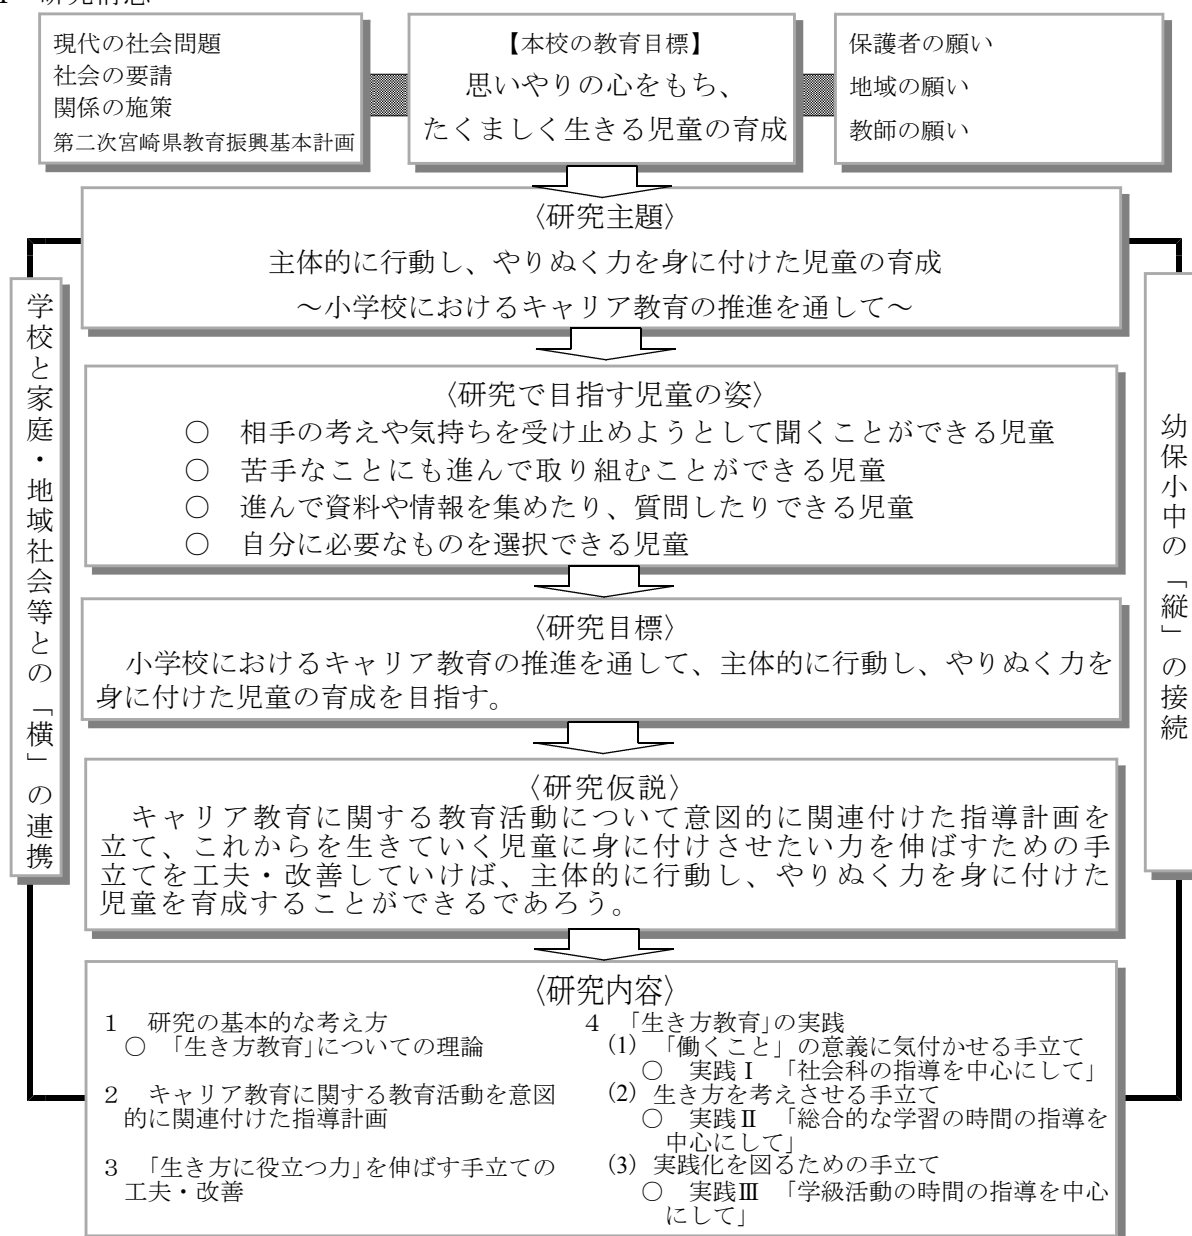 現代の社会問題
社会の要請
関係の施策
第二次宮崎県教育振興基本計画
【本校の教育目標】
思いやりの心をもち、
たくましく生きる児童の育成
保護者の願い
地域の願い
教師の願い
〈研究主題〉
主体的に行動し、やりぬく力を身に付けた児童の育成
～小学校におけるキャリア教育の推進を通して～
学校と家庭・地域社会等との「横」の連携
幼保小中の「縦」の接続
〈研究で目指す児童の姿〉
○ 相手の考えや気持ちを受け止めようとして聞くことができる児童
○ 苦手なことにも進んで取り組むことができる児童
○ 進んで資料や情報を集めたり、質問したりできる児童
○ 自分に必要なものを選択できる児童
〈研究目標〉
小学校におけるキャリア教育の推進を通して、主体的に行動し、やりぬく力を
身に付けた児童の育成を目指す。
〈研究仮説〉
キャリア教育に関する教育活動について意図的に関連付けた指導計画を
立て、これからを生きていく児童に身に付けさせたい力を伸ばすための手
立てを工夫・改善していけば、主体的に行動し、やりぬく力を身に付けた
児童を育成することができるであろう。
〈研究内容〉
1 研究の基本的な考え方
○ 「生き方教育」についての理論
2 キャリア教育に関する教育活動を意図
的に関連付けた指導計画
3 「生き方に役立つ力」を伸ばす手立ての
工夫・改善
4 「生き方教育」の実践
(1) 「働くこと」の意義に気付かせる手立て
○ 実践Ⅰ 「社会科の指導を中心にして」
(2) 生き方を考えさせる手立て
○ 実践Ⅱ 「総合的な学習の時間の指導を
中心にして」
(3) 実践化を図るための手立て
○ 実践Ⅲ 「学級活動の時間の指導を中心
にして」